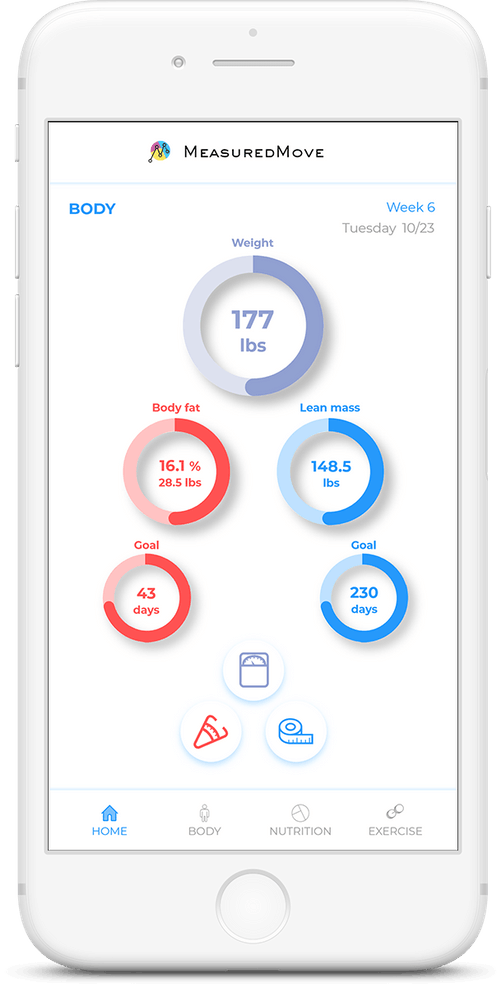 MeasuredMove
BODY
Week 6
Tuesday 10/23
Weight
177
lbs
Body fat
Lean mass
16.1 %
28.5 lbs
148.5
lbs
Goal
Goal
43
days
230
days
HOME
BODY
NUTRITION
EXERCISE